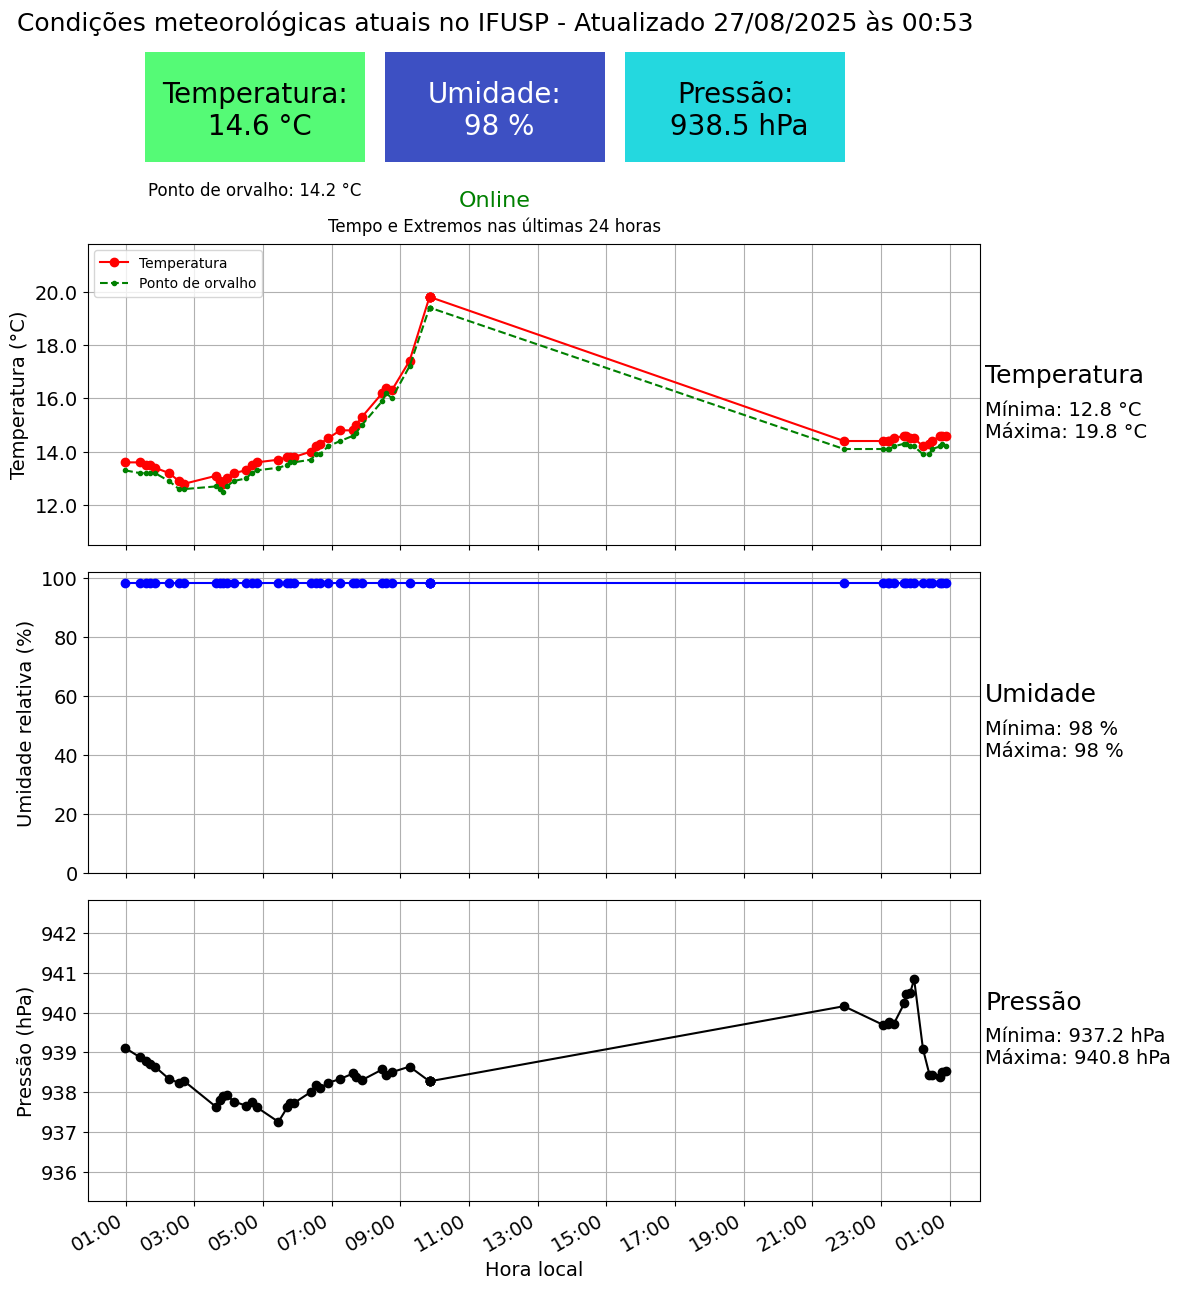 Condições meteorológicas atuais no IFUSP - Atualizado 27/08/2025 às 00:53
Temperatura:
14.6 °C
Umidade:
98 %
Pressão:
938.5 hPa
Ponto de orvalho: 14.2 °C
Online
Tempo e Extremos nas últimas 24 horas
Temperatura
Ponto de orvalho
Temperatura (°C)
20.0
18.0
16.0
14.0
12.0
Temperatura
Mínima: 12.8 °C
Máxima: 19.8 °C
Umidade relativa (%)
100
80
60
40
20
0
Umidade
Mínima: 98 %
Máxima: 98 %
Pressão (hPa)
942
941
940
939
938
937
936
Pressão
Mínima: 937.2 hPa
Máxima: 940.8 hPa
01:00 03:00 05:00 07:00 09:00 11:00 13:00 15:00 17:00 19:00 21:00 23:00 01:00
Hora local